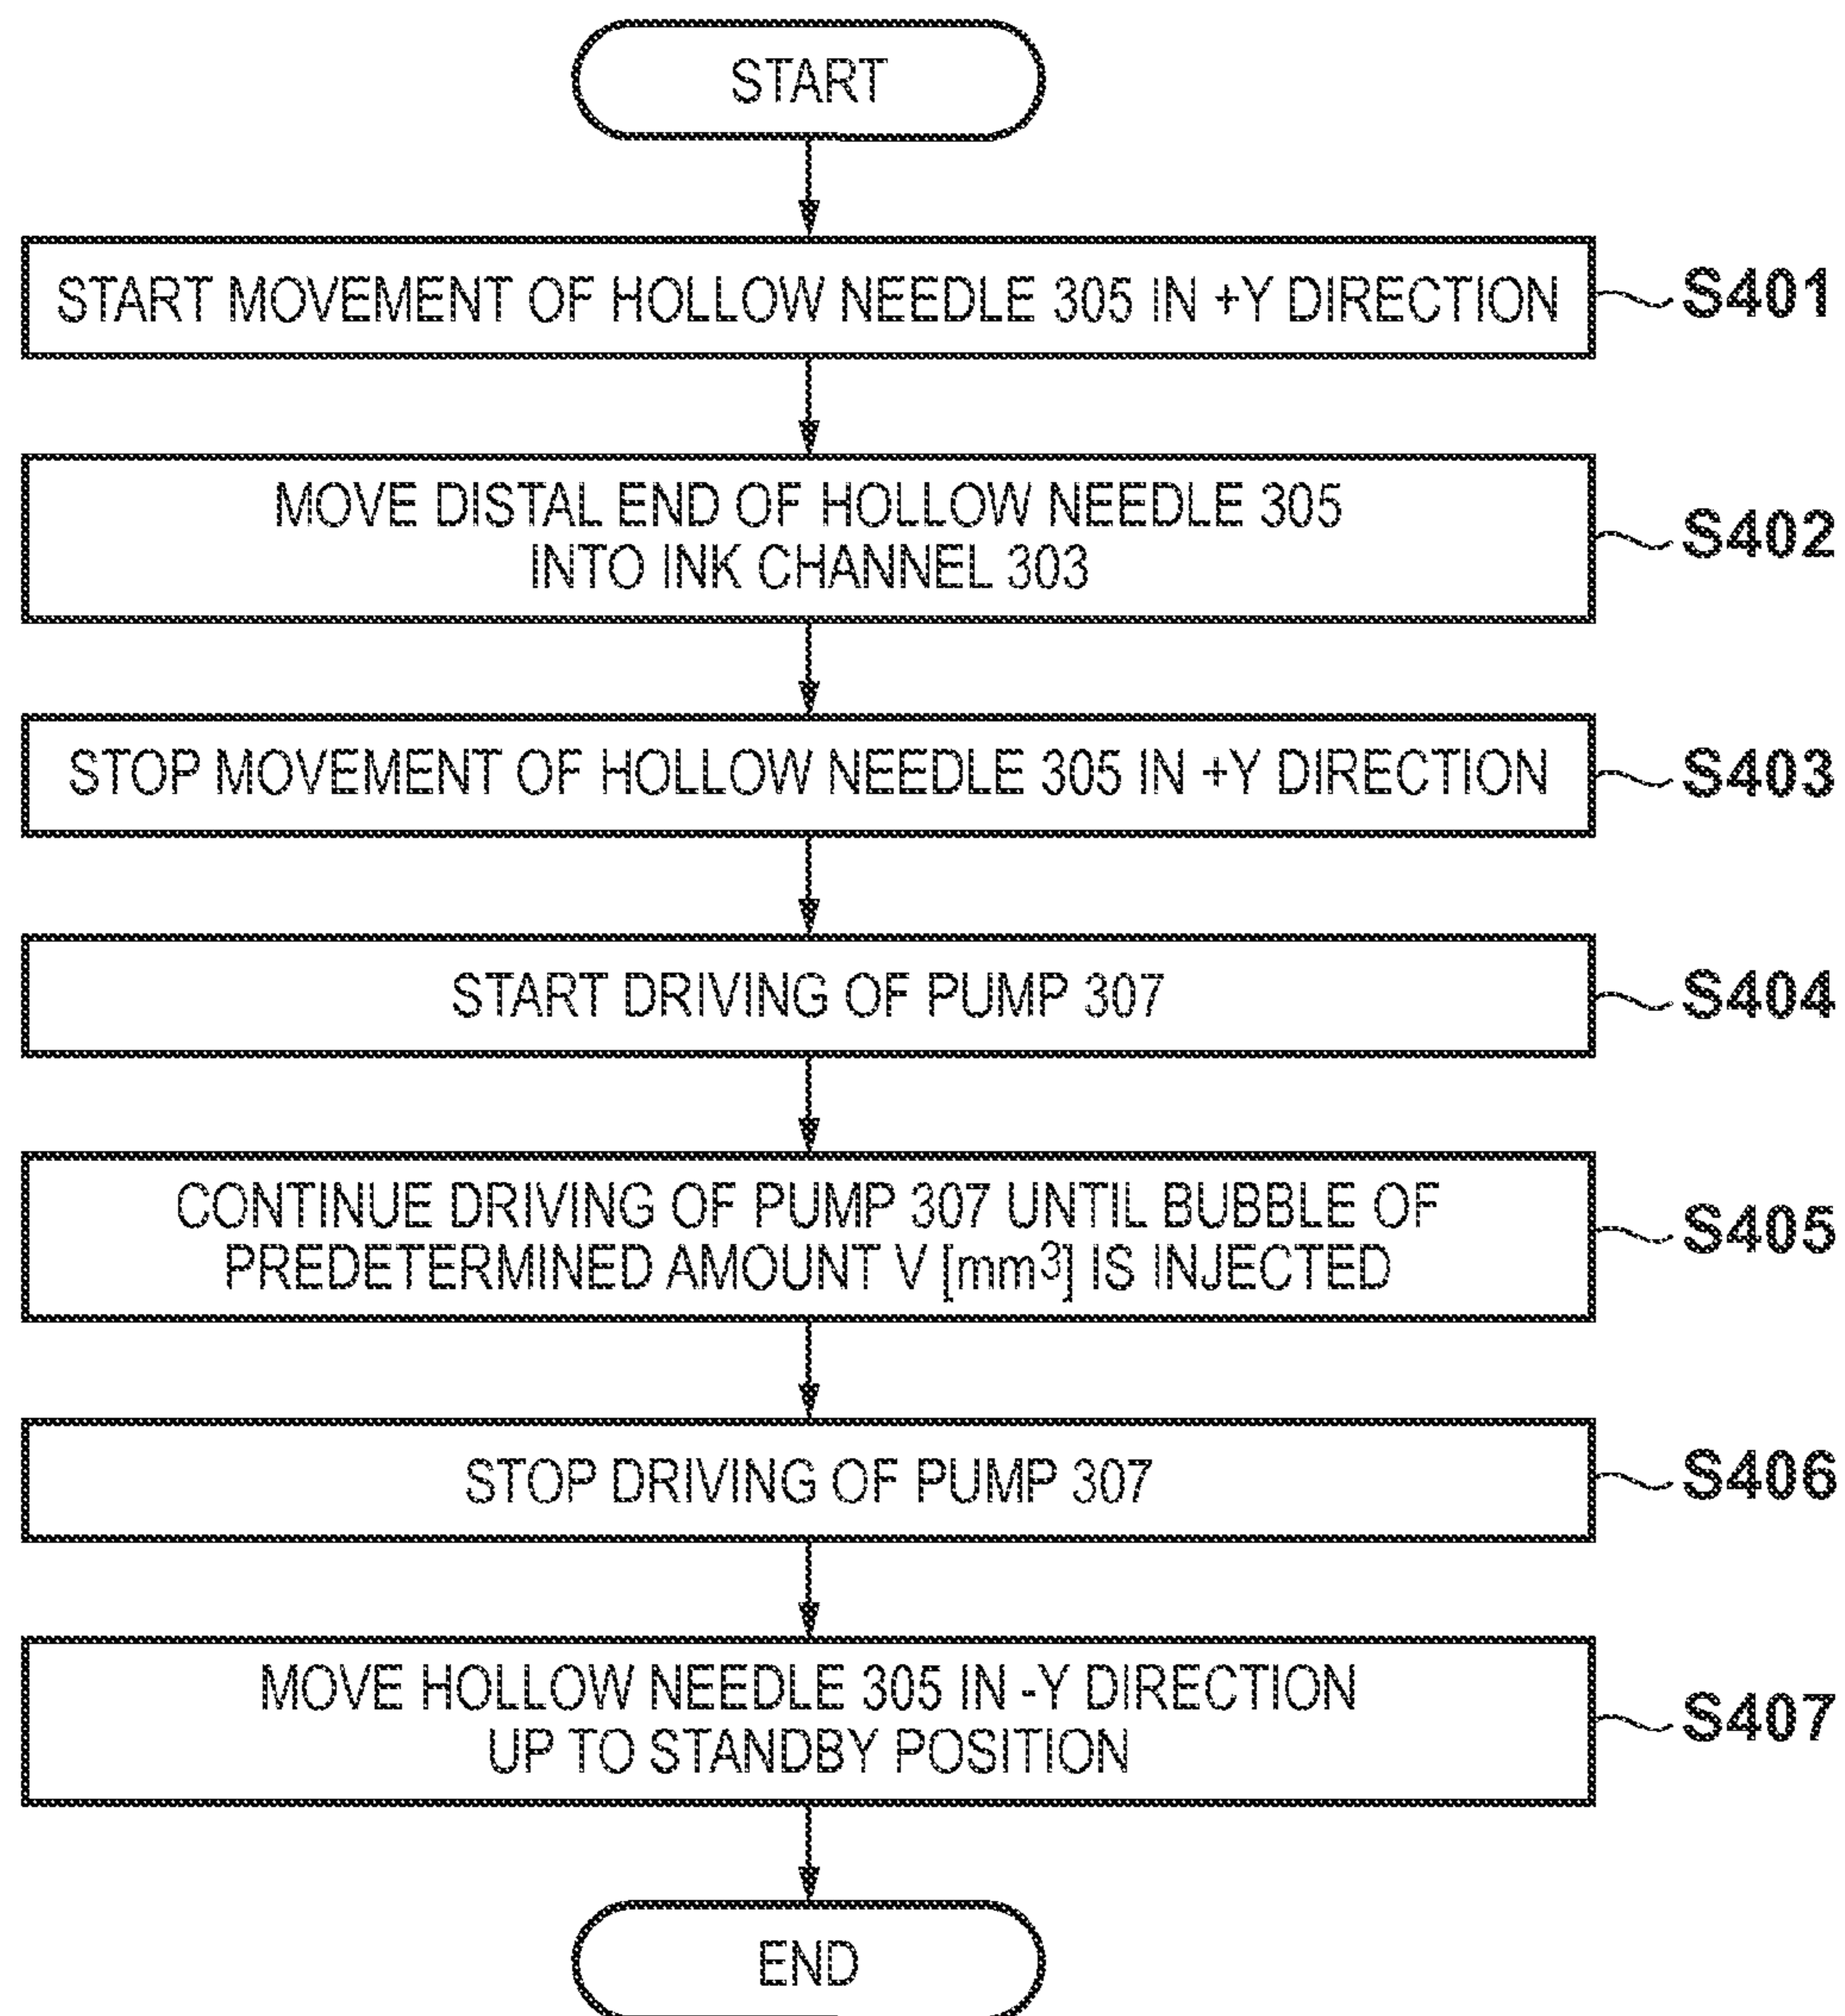 START
START MOVEMENT OF HOLLOW NEEDLE 305 IN +Y DIRECTION
S401
MOVE DISTAL END OF HOLLOW NEEDLE 305
INTO INK CHANNEL 303
S402
STOP MOVEMENT OF HOLLOW NEEDLE 305 IN +Y DIRECTION
S403
START DRIVING OF PUMP 307
S404
CONTINUE DRIVING OF PUMP 307 UNTIL BUBBLE OF
PREDETERMINED AMOUNT V [mm³] IS INJECTED
S405
STOP DRIVING OF PUMP 307
S406
MOVE HOLLOW NEEDLE 305 IN -Y DIRECTION
UP TO STANDBY POSITION
S407
END